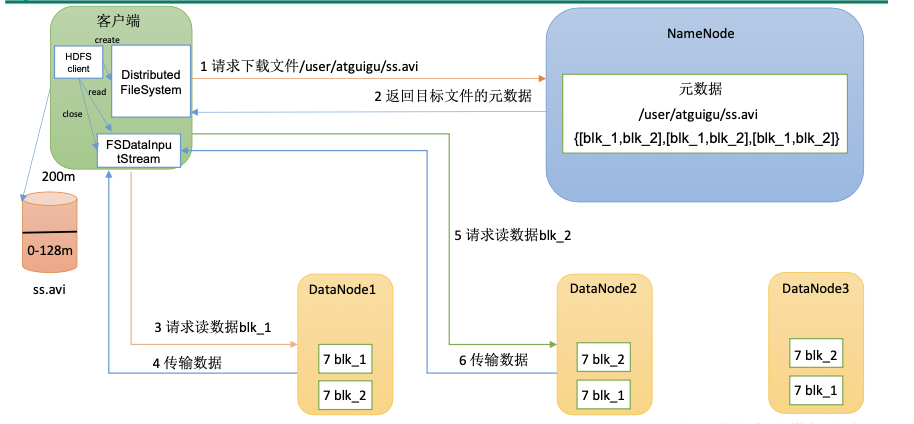 客户端
create
HDFS
client
Distributed
FileSystem
read
close
FSDataInpu
tStream
1 请求下载文件/user/atguigu/ss.avi
2 返回目标文件的元数据
NameNode
元数据
/user/atguigu/ss.avi
{[blk_1,blk_2],[blk_1,blk_2],[blk_1,blk_2]}
200m
0-128m
ss.avi
5 请求读数据blk_2
3 请求读数据blk_1
4 传输数据
6 传输数据
DataNode1
7 blk_1
7 blk_2
DataNode2
7 blk_2
7 blk_1
DataNode3
7 blk_2
7 blk_1